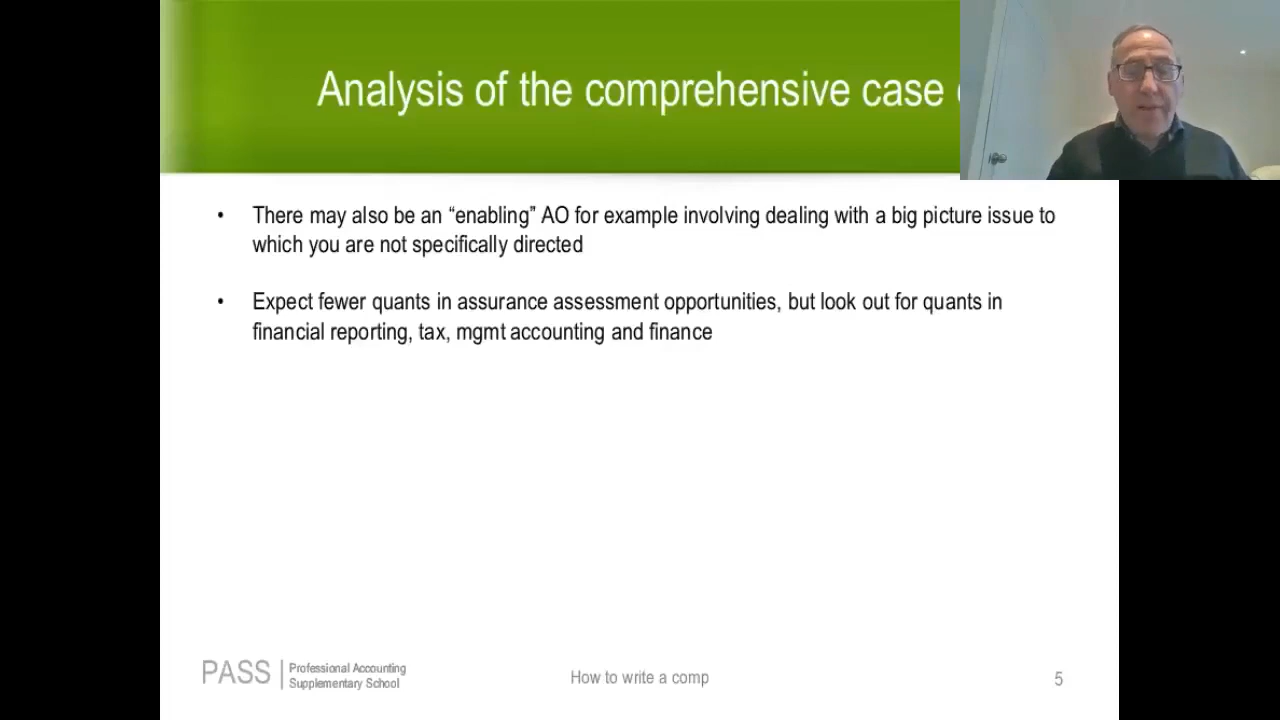 Analysis of the comprehensive case
• There may also be an “enabling” AO for example involving dealing with a big picture issue to
which you are not specifically directed
• Expect fewer quants in assurance assessment opportunities, but look out for quants in
financial reporting, tax, mgmt accounting and finance
PASS
Professional Accounting
Supplementary School
How to write a comp
5